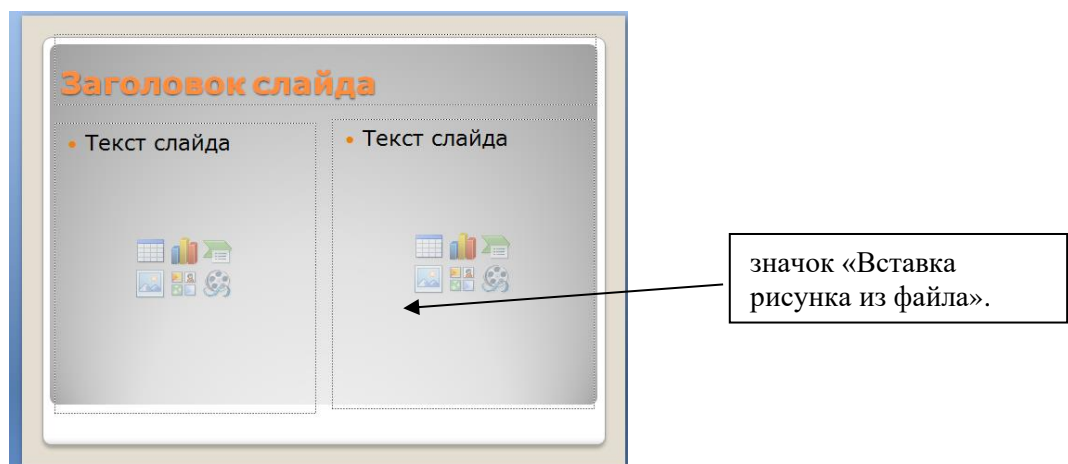 Заголовок слайда
• Текст слайда
• Текст слайда
значок «Вставка
рисунка из файла».